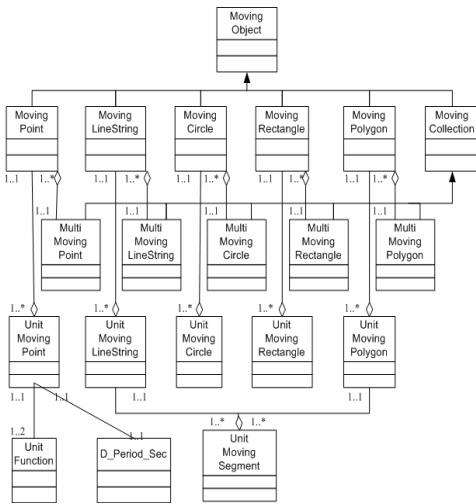 Moving
Object
Moving
Point
Moving
LineString
Moving
Circle
Moving
Rectangle
Moving
Polygon
Moving
Collection
1..1 1..* 1..1 1..* 1..1 1..* 1..1 1..* 1..1 1..*
1..1 1..1 1..1 1..1 1..1
Multi
Moving
Point
Multi
Moving
LineString
Multi
Moving
Circle
Multi
Moving
Rectangle
Multi
Moving
Polygon
1..* 1..* 1..* 1..* 1..*
Unit
Moving
Point
Unit
Moving
LineString
Unit
Moving
Circle
Unit
Moving
Rectangle
Unit
Moving
Polygon
1..1 1..1 1..1 1..1
1..2 1..1 1..* 1..*
Unit
Function
D_Period_Sec
Unit
Moving
Segment